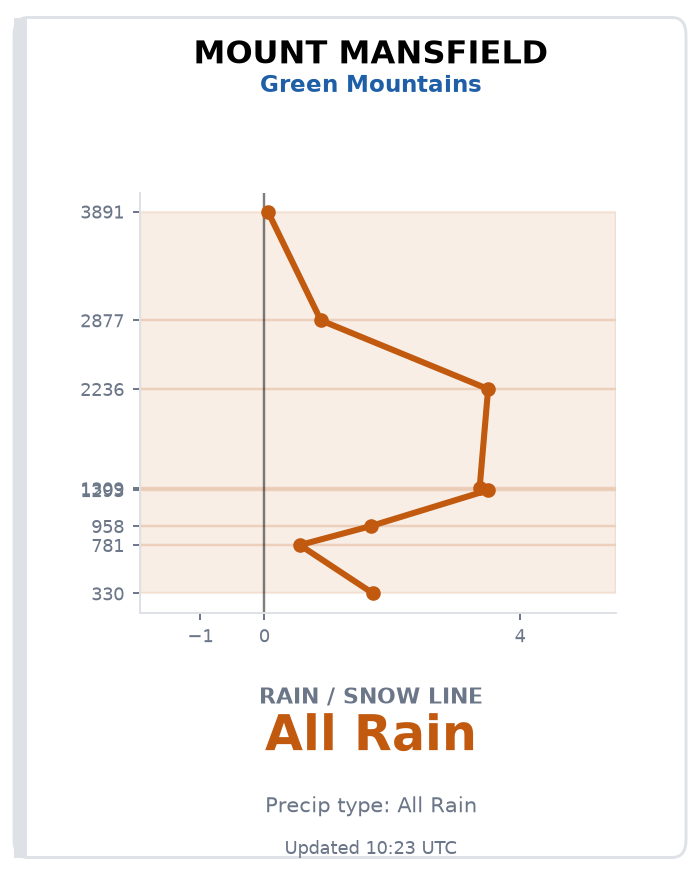 MOUNT MANSFIELD
Green Mountains
3891
2877
2236
958
781
330
−1 0 4
RAIN / SNOW LINE
All Rain
Precip type: All Rain
Updated 10:23 UTC